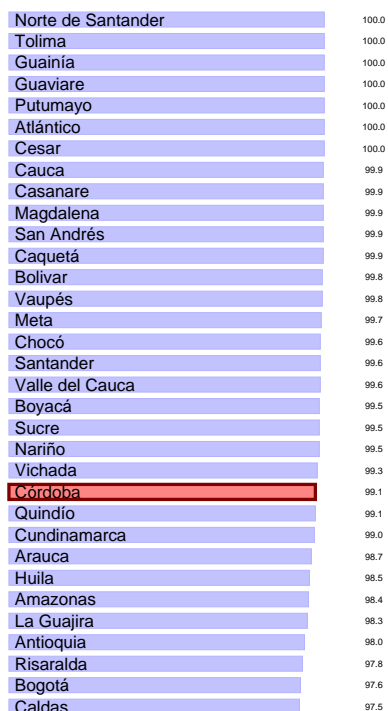 Norte de Santander 100.0
Tolima 100.0
Guainía 100.0
Guaviare 100.0
Putumayo 100.0
Atlántico 100.0
Cesar 100.0
Cauca 99.9
Casanare 99.9
Magdalena 99.9
San Andrés 99.9
Caquetá 99.9
Bolivar 99.8
Vaupés 99.8
Meta 99.7
Chocó 99.6
Santander 99.6
Valle del Cauca 99.6
Boyacá 99.5
Sucre 99.5
Nariño 99.5
Vichada 99.3
Córdoba 99.1
Quindío 99.1
Cundinamarca 99.0
Arauca 98.7
Huila 98.5
Amazonas 98.4
La Guajira 98.3
Antioquia 98.0
Risaralda 97.8
Bogotá 97.6
Caldas 97.5